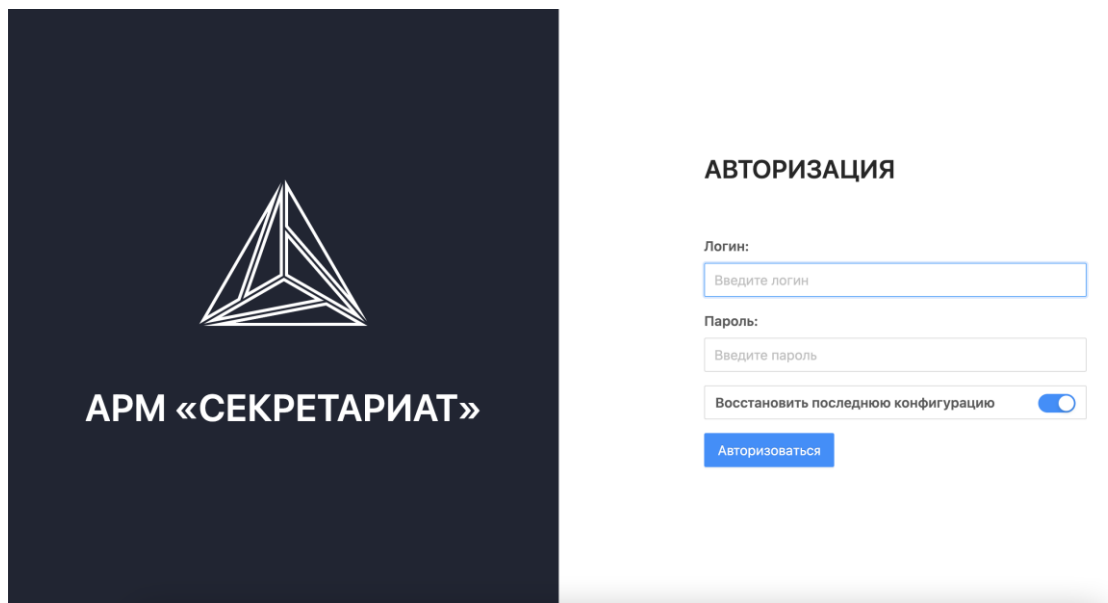 АРМ «СЕКРЕТАРИАТ»
АВТОРИЗАЦИЯ
Логин:
Введите логин
Пароль:
Введите пароль
Восстановить последнюю конфигурацию
Авторизоваться